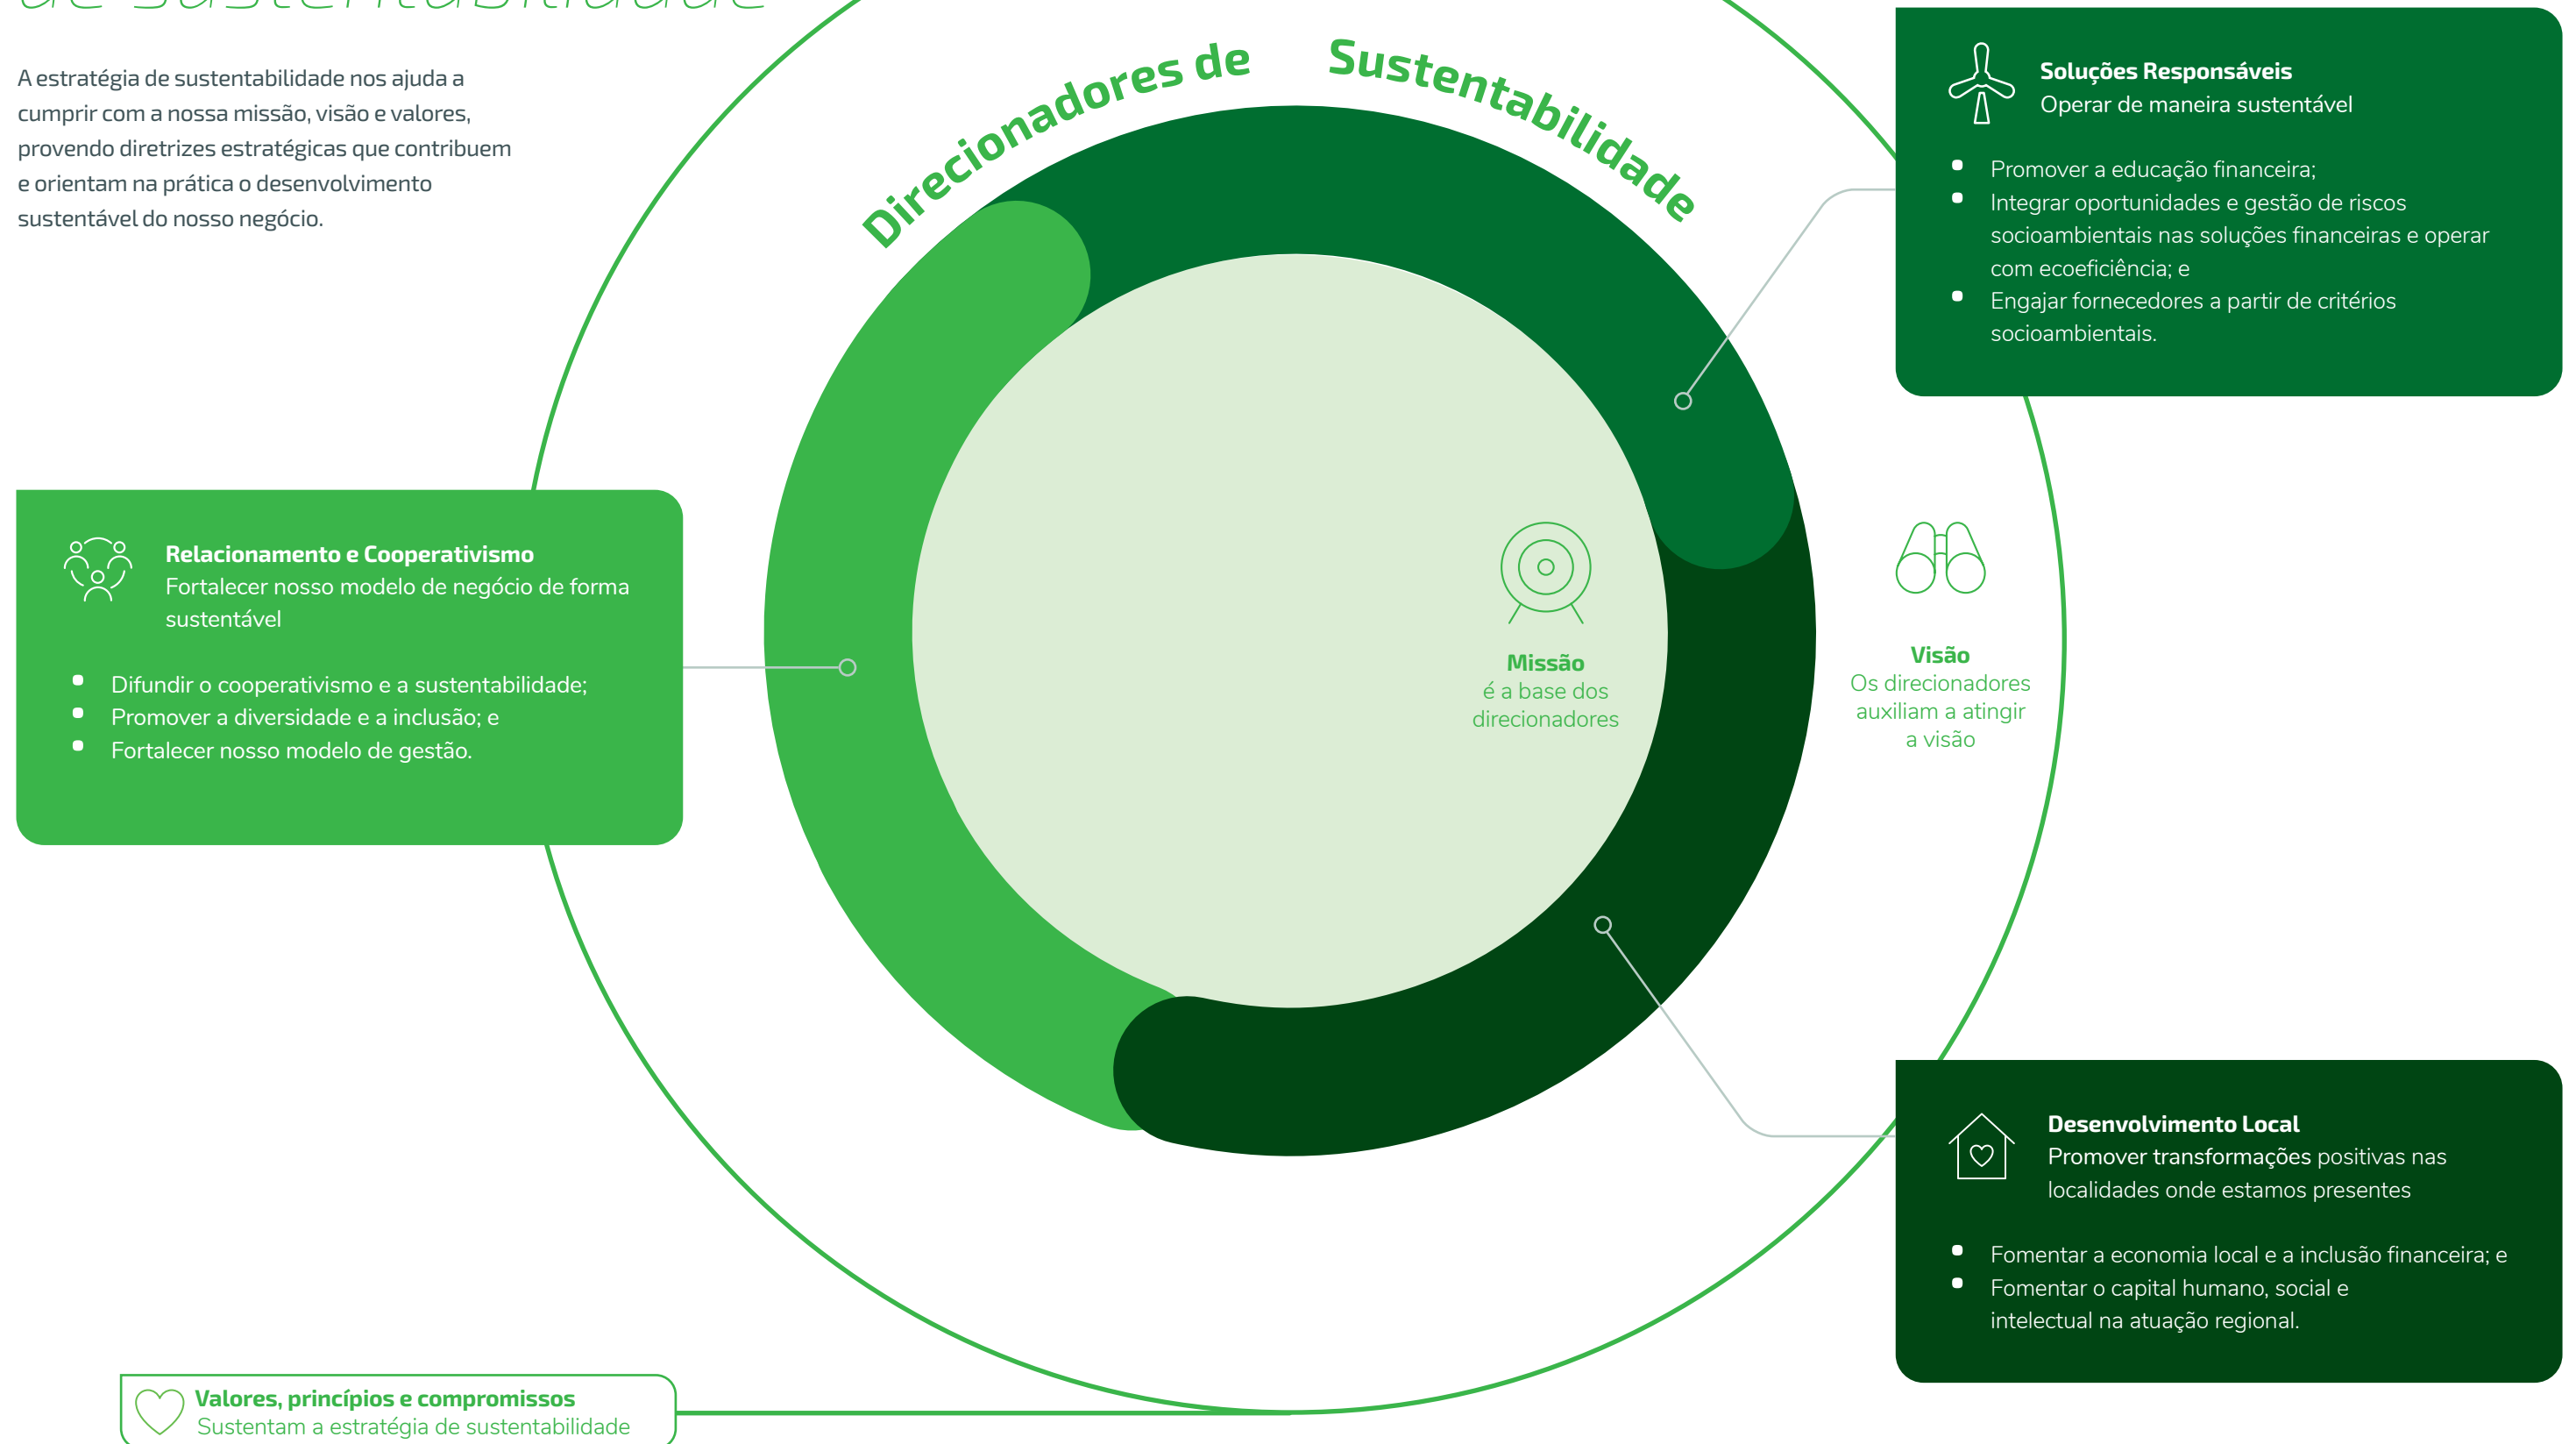 de sustentabilidade
A estratégia de sustentabilidade nos ajuda a
cumprir com a nossa missão, visão e valores,
provendo diretrizes estratégicas que contribuem
e orientam na prática o desenvolvimento
sustentável do nosso negócio.
Direcionadores de Sustentabilidade
Soluções Responsáveis
Operar de maneira sustentável
Promover a educação financeira;
Integrar oportunidades e gestão de riscos
socioambientais nas soluções financeiras e operar
com ecoeficiência; e
Engajar fornecedores a partir de critérios
socioambientais.
Relacionamento e Cooperativismo
Fortalecer nosso modelo de negócio de forma
sustentável
Difundir o cooperativismo e a sustentabilidade;
Promover a diversidade e a inclusão; e
Fortalecer nosso modelo de gestão.
Missão
é a base dos
direcionadores
Visão
Os direcionadores
auxiliam a atingir
a visão
Desenvolvimento Local
Promover transformações positivas nas
localidades onde estamos presentes
Fomentar a economia local e a inclusão financeira; e
Fomentar o capital humano, social e
intelectual na atuação regional.
Valores, princípios e compromissos
Sustentam a estratégia de sustentabilidade